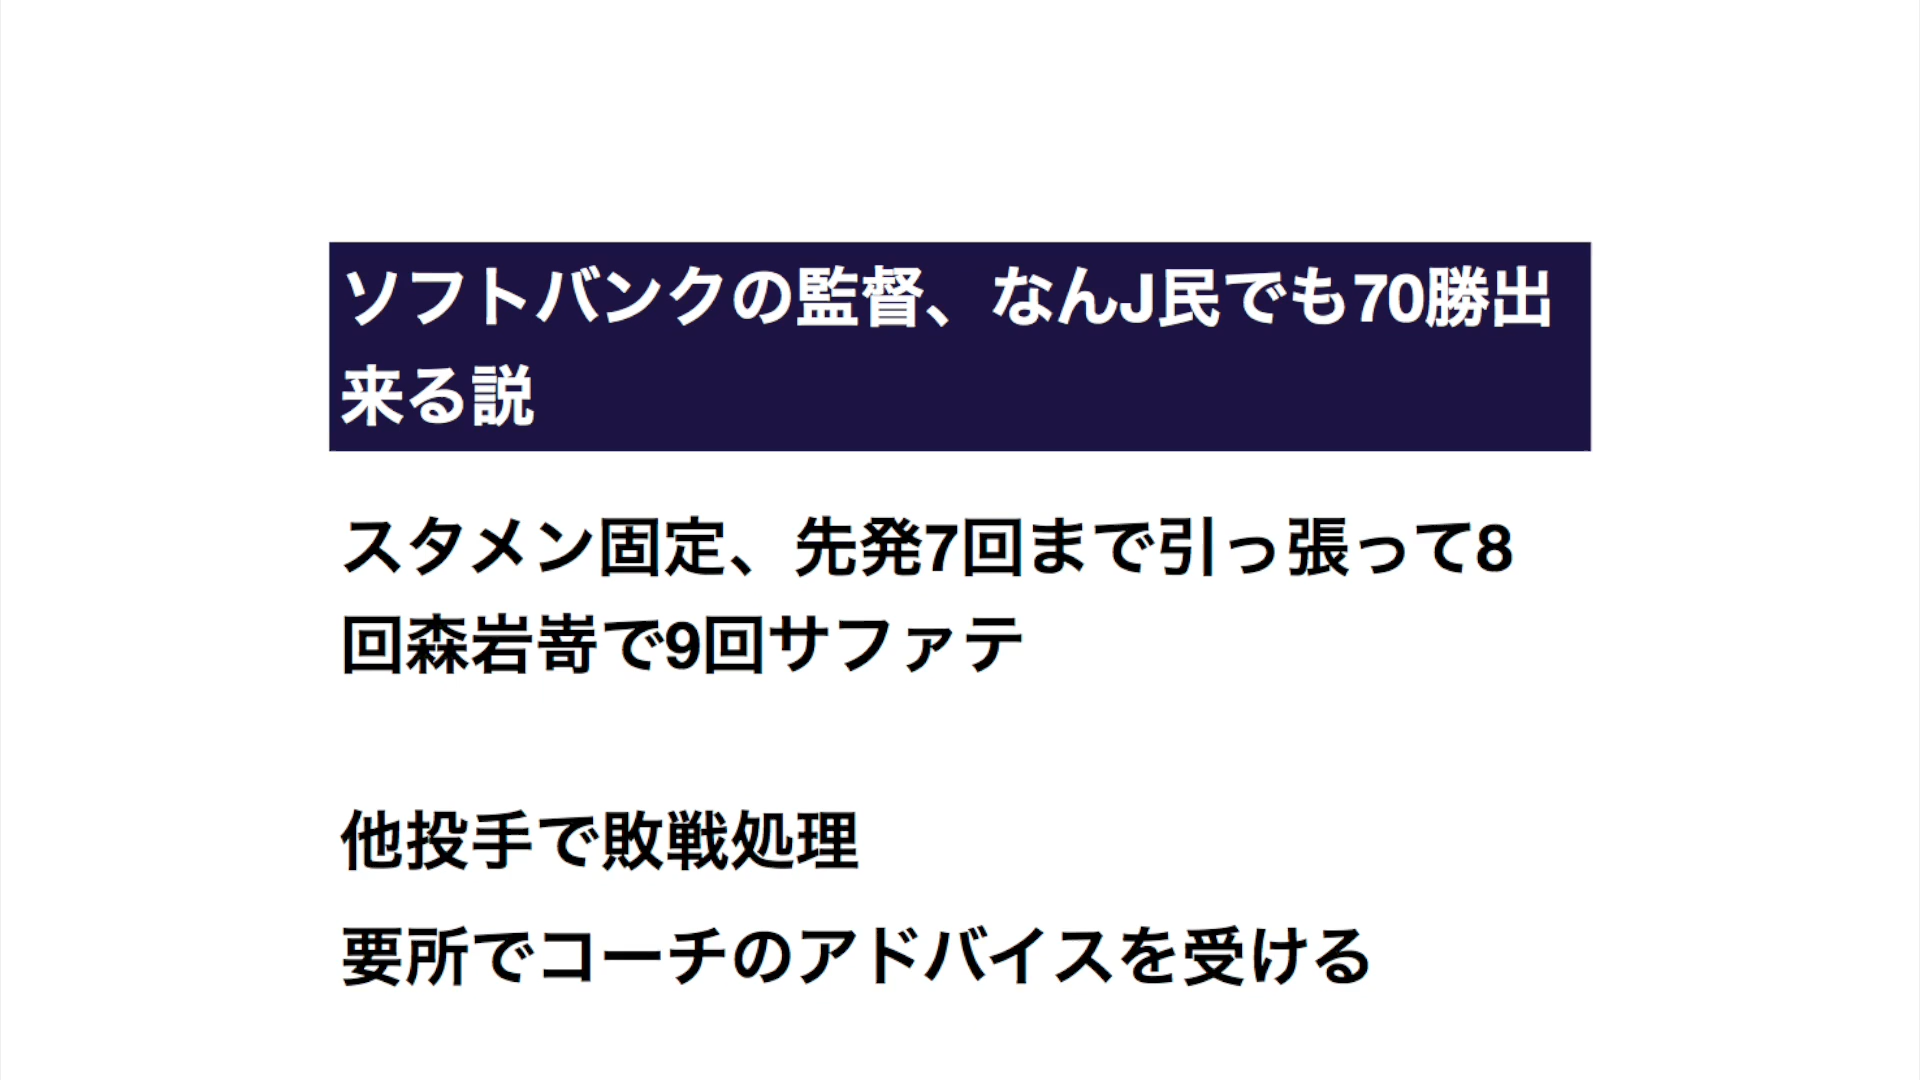 ソフトバンクの監督、なんJ民でも70勝出
来る説
スタメン固定、先発7回まで引っ張って8
回森岩嵜で9回サファテ
他投手で敗戦処理
要所でコーチのアドバイスを受ける